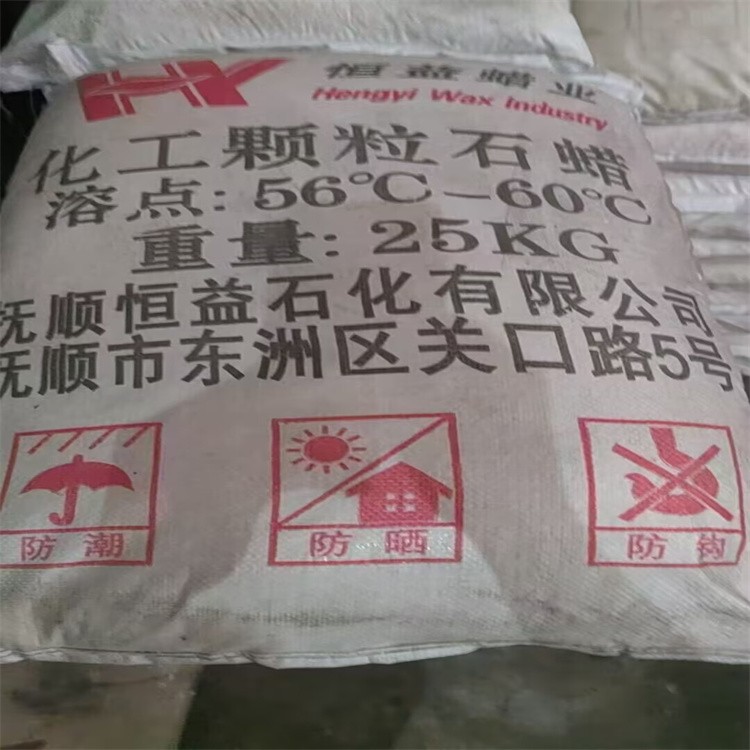 HY 恒益蜡业
Hengyi Wax Industry
化工颗粒石蜡
溶点:56℃-60℃
重量:25KG
抚顺恒益石化有限公司
抚顺市东洲区关口路5号
防潮
防晒
防钩